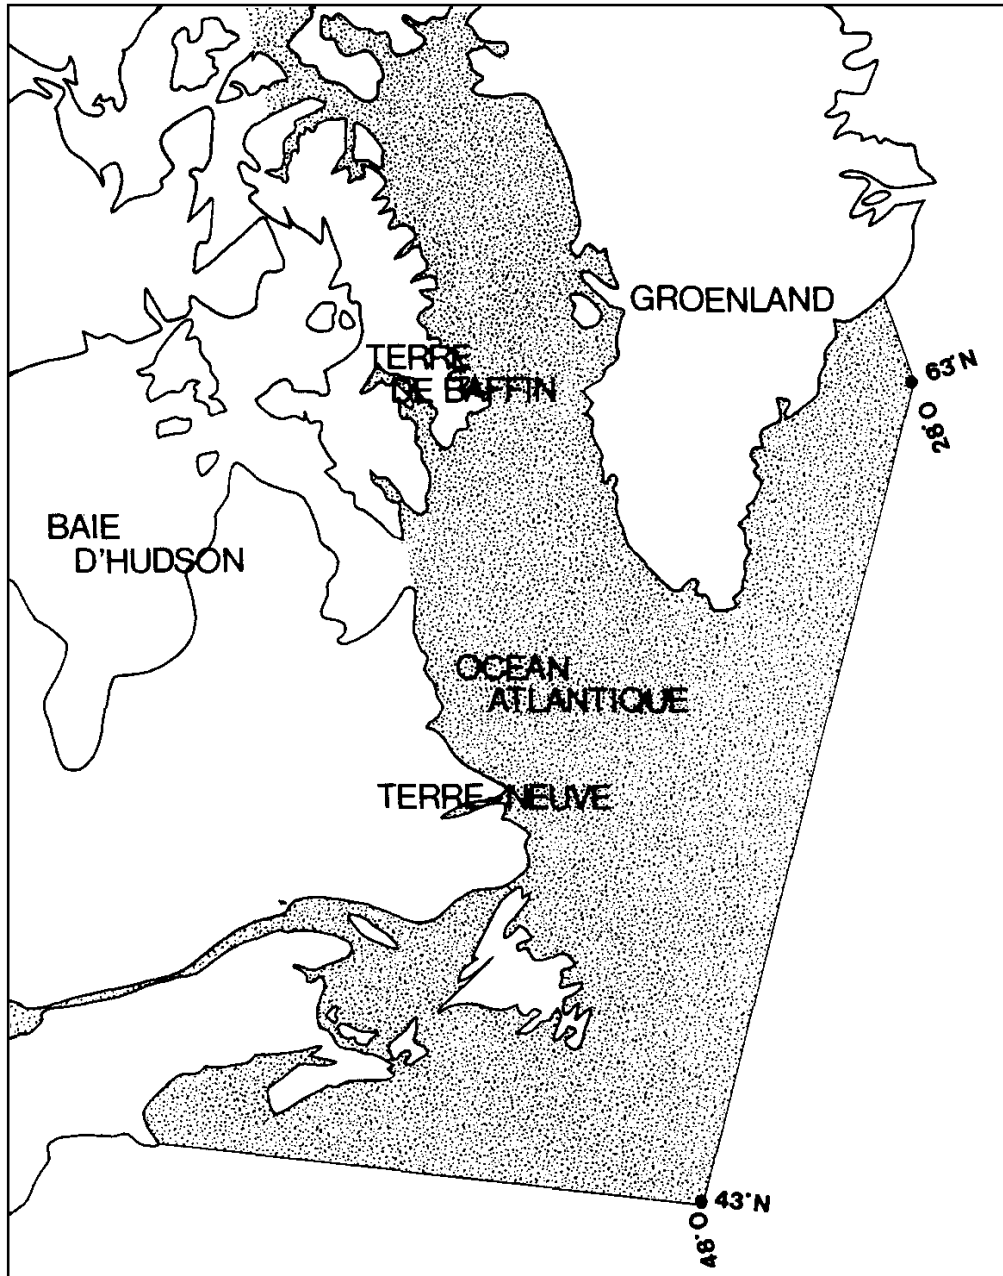 GROENLAND
TERRE
DE BAFFIN
63°N
28°O
BAIE
D'HUDSON
OCEAN
ATLANTIQUE
TERRE-NEUVE
43°N
48°O